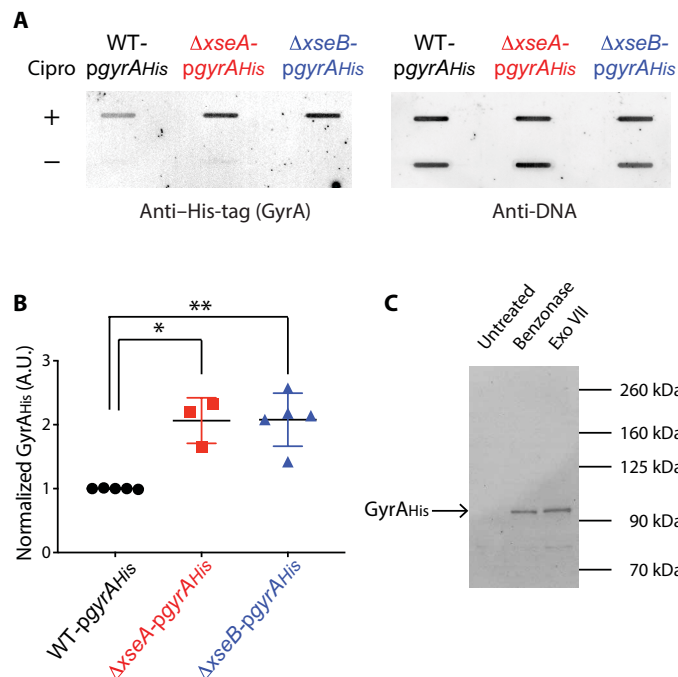 A
Cipro
WT-
pgyrAHis
ΔxseA-
pgyrAHis
ΔxseB-
pgyrAHis
WT-
pgyrAHis
ΔxseA-
pgyrAHis
ΔxseB-
pgyrAHis
+
−
Anti–His-tag (GyrA)
Anti-DNA
B
**
*
Normalized GyrAHis (A.U.)
3
2
1
0
WT-pgyrAHis
ΔxseA-pgyrAHis
ΔxseB-pgyrAHis
C
Untreated
Benzonase
Exo VII
260 kDa
160 kDa
125 kDa
90 kDa
70 kDa
GyrAHis